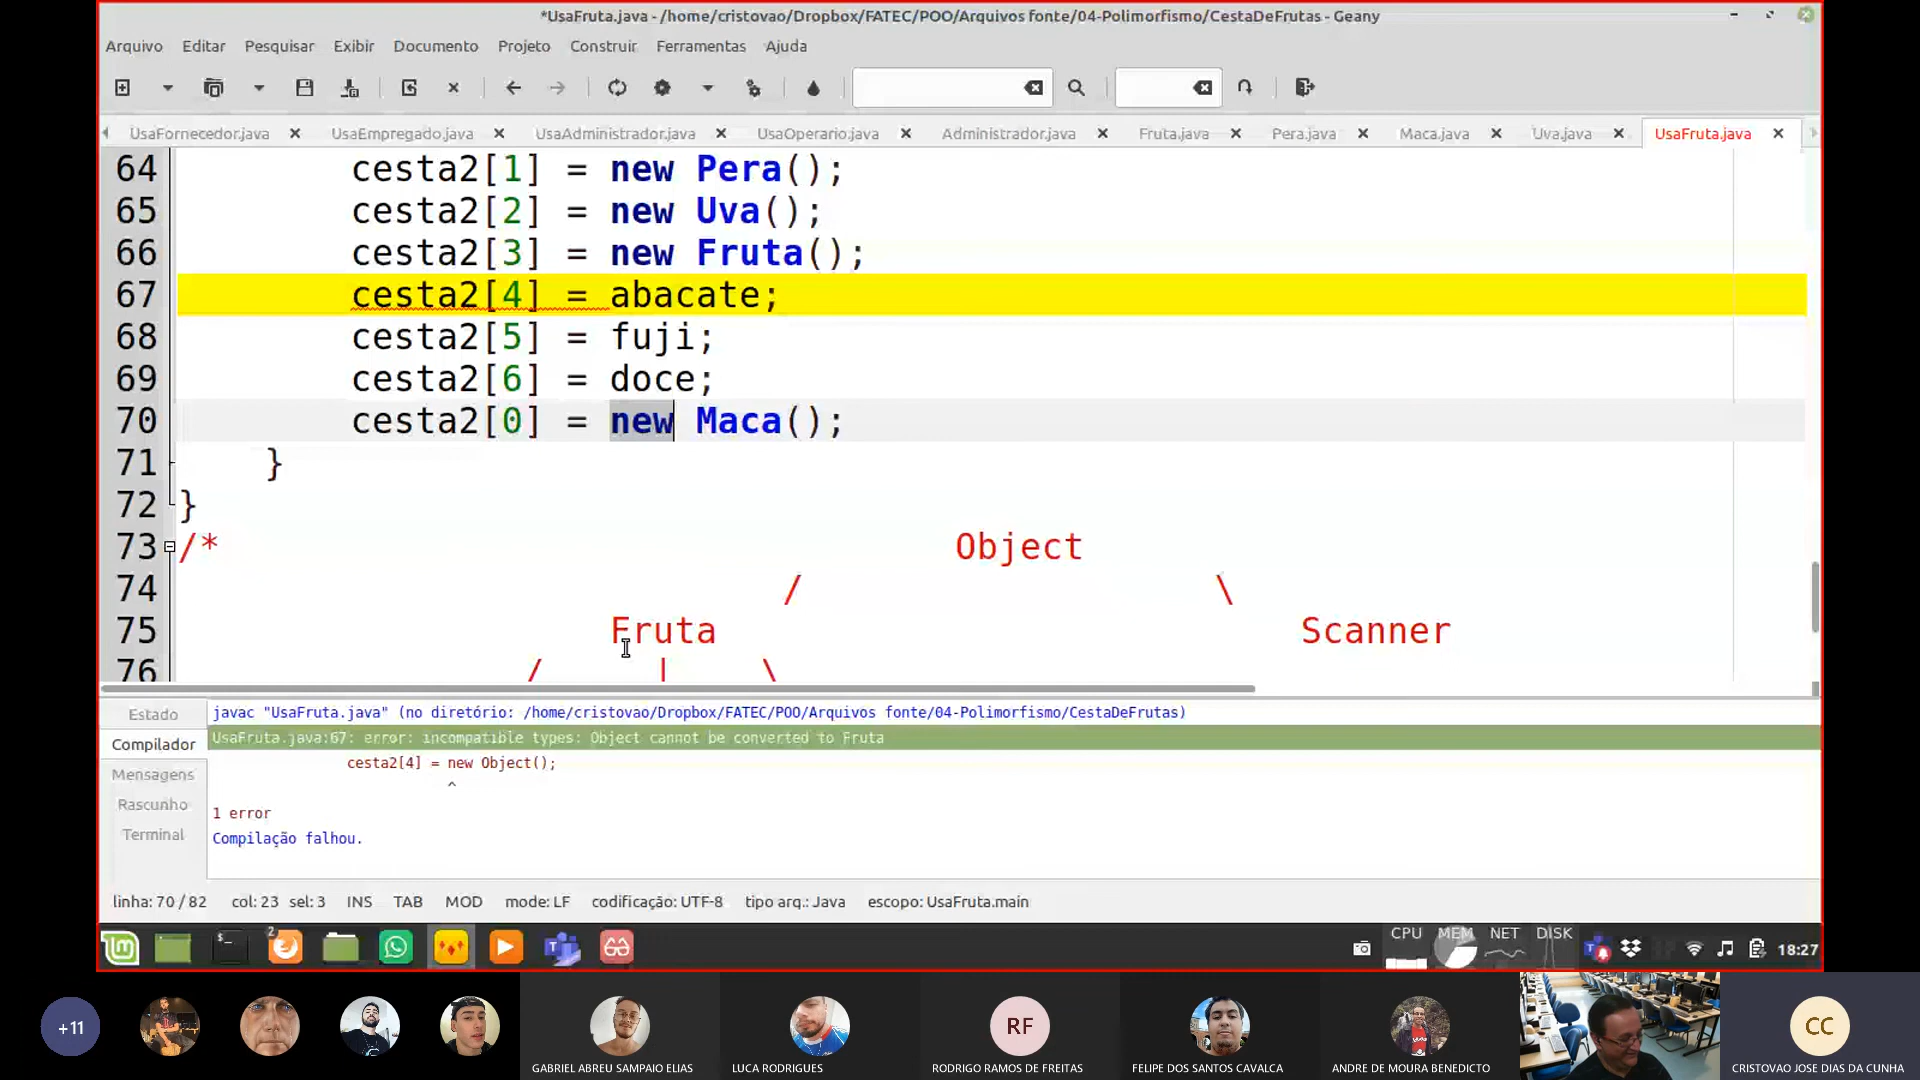 *UsaFruta.java - /home/cristovao/Dropbox/FATEC/POO/Arquivos fonte/04-Polimorfismo/CestaDeFrutas - Geany
Arquivo Editar Pesquisar Exibir Documento Projeto Construir Ferramentas Ajuda
UsaFornecedor.java UsaEmpregado.java UsaAdministrador.java UsaOperario.java Administrador.java Fruta.java Pera.java Maca.java Uva.java UsaFruta.java
64 cesta2[1] = new Pera();
65 cesta2[2] = new Uva();
66 cesta2[3] = new Fruta();
67 cesta2[4] = abacate;
68 cesta2[5] = fuji;
69 cesta2[6] = doce;
70 cesta2[0] = new Maca();
71 }
72 }
73 /* Object
74 / \
75 Fruta Scanner
76 / | \
Estado
Compilador
Mensagens
Rascunho
Terminal
javac "UsaFruta.java" (no diretório: /home/cristovao/Dropbox/FATEC/POO/Arquivos fonte/04-Polimorfismo/CestaDeFrutas)
UsaFruta.java:67: error: incompatible types: Object cannot be converted to Fruta
cesta2[4] = new Object();
^
1 error
Compilação falhou.
linha: 70 / 82 col: 23 sel: 3 INS TAB MOD mode: LF codificação: UTF-8 tipo arq.: Java escopo: UsaFruta.main
2
CPU MEM NET DISK
18:27
+11
RF
CC
GABRIEL ABREU SAMPAIO ELIAS
LUCA RODRIGUES
RODRIGO RAMOS DE FREITAS
FELIPE DOS SANTOS CAVALCA
ANDRE DE MOURA BENEDICTO
CRISTOVAO JOSE DIAS DA CUNHA